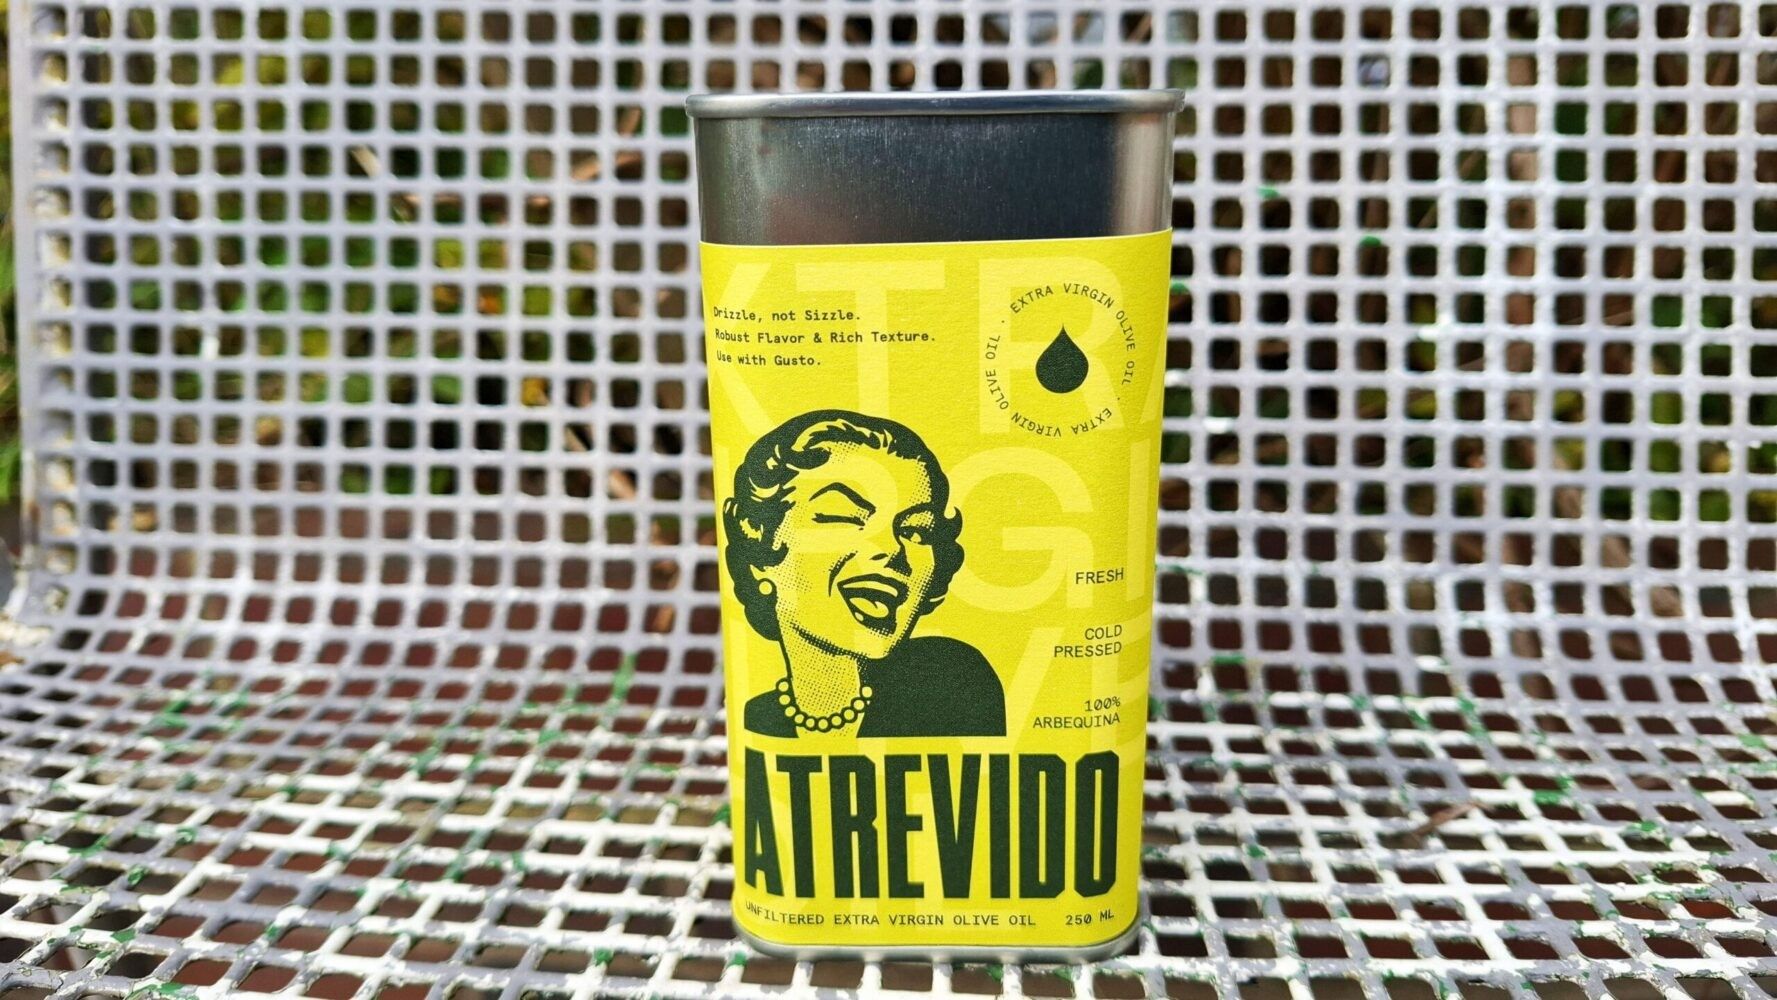 Drizzle, not Sizzle.
Robust Flavor & Rich Texture.
Use with Gusto.
EXTRA VIRGIN OLIVE OIL · EXTRA VIRGIN OLIVE OIL ·
FRESH
COLD
PRESSED
100%
ARBEQUINA
ATREVIDO
UNFILTERED EXTRA VIRGIN OLIVE OIL 250 ML